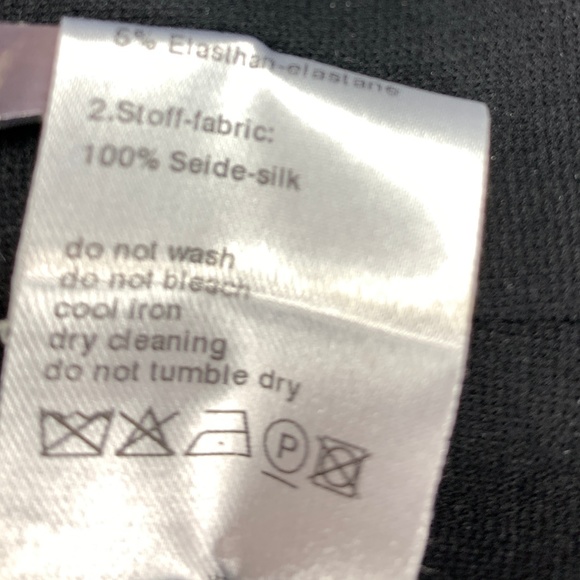 6% Elasthan-elastane
2.Stoff-fabric:
100% Seide-silk
do not wash
do not bleach
cool iron
dry cleaning
do not tumble dry
P